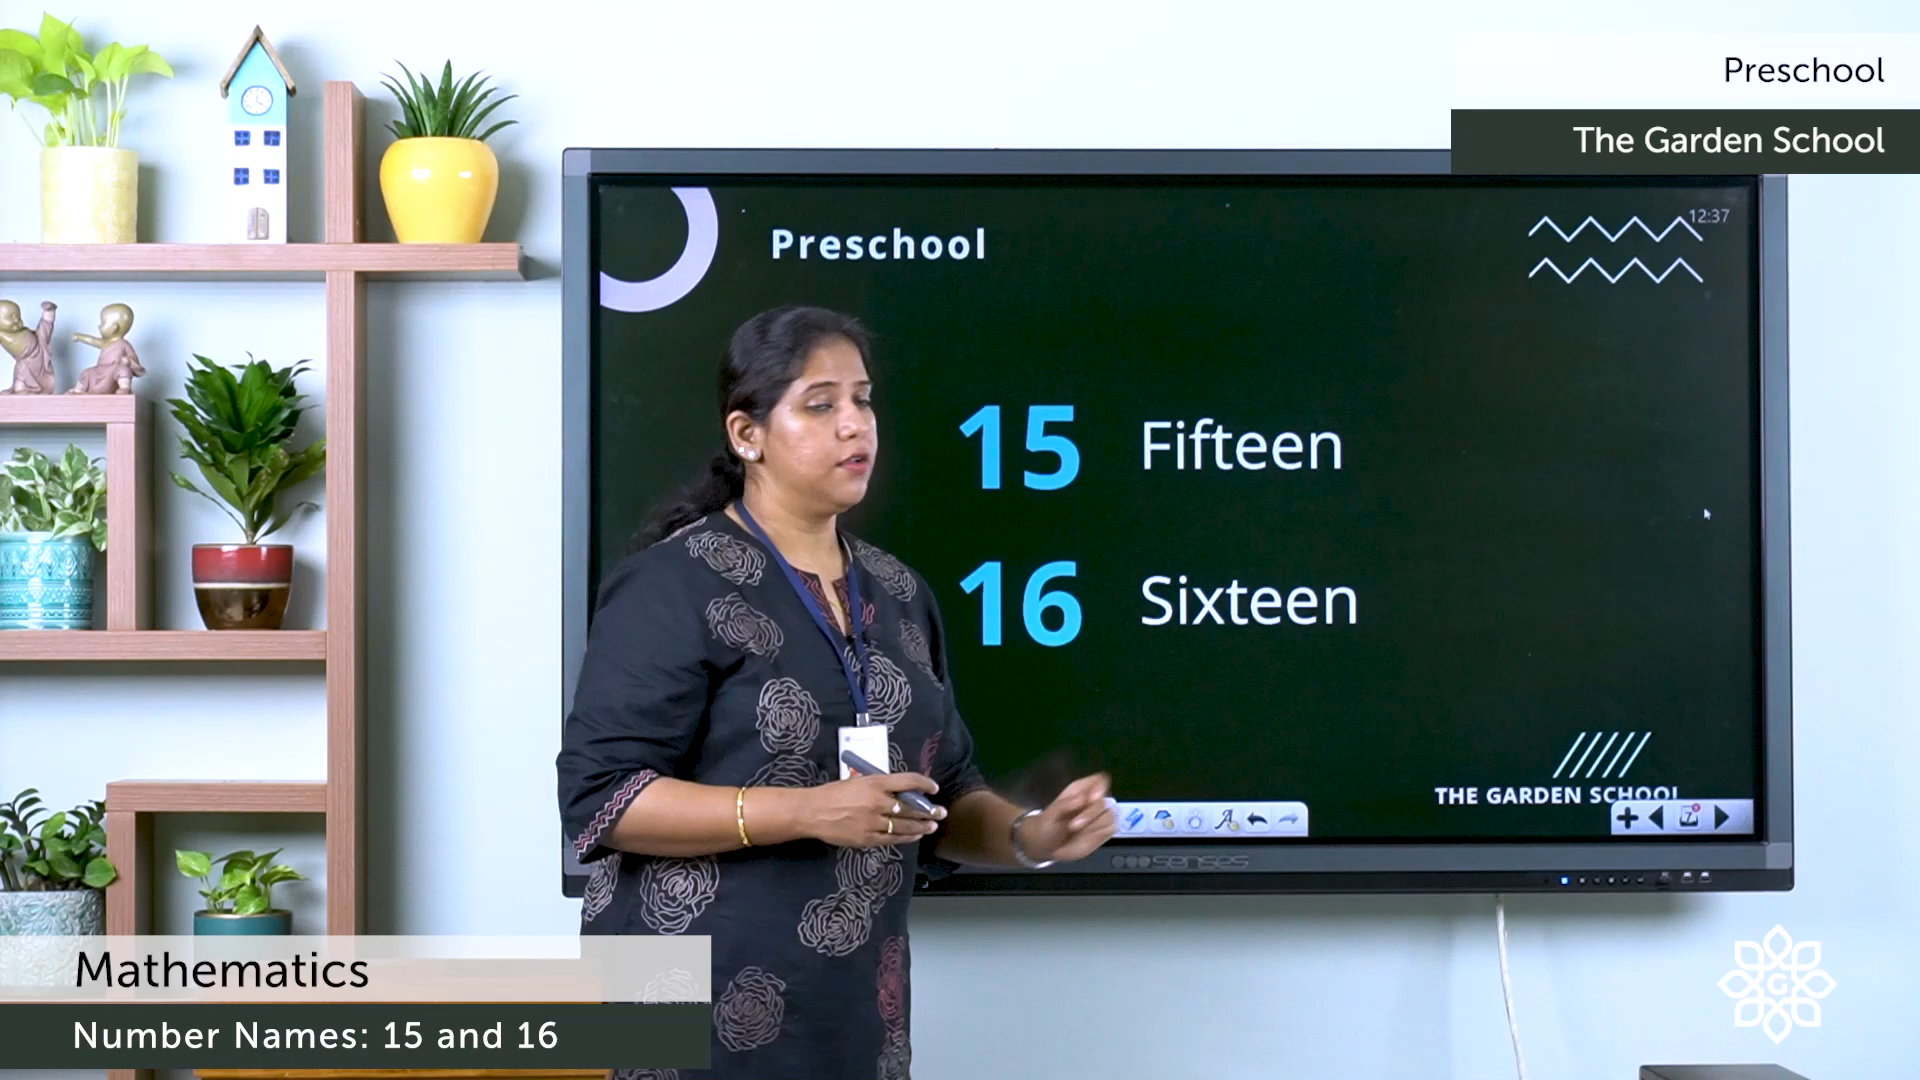 Preschool
The Garden School
12:37
Preschool
15 Fifteen
16 Sixteen
THE GARDEN SCHOOL
senses
Mathematics
Number Names: 15 and 16
G